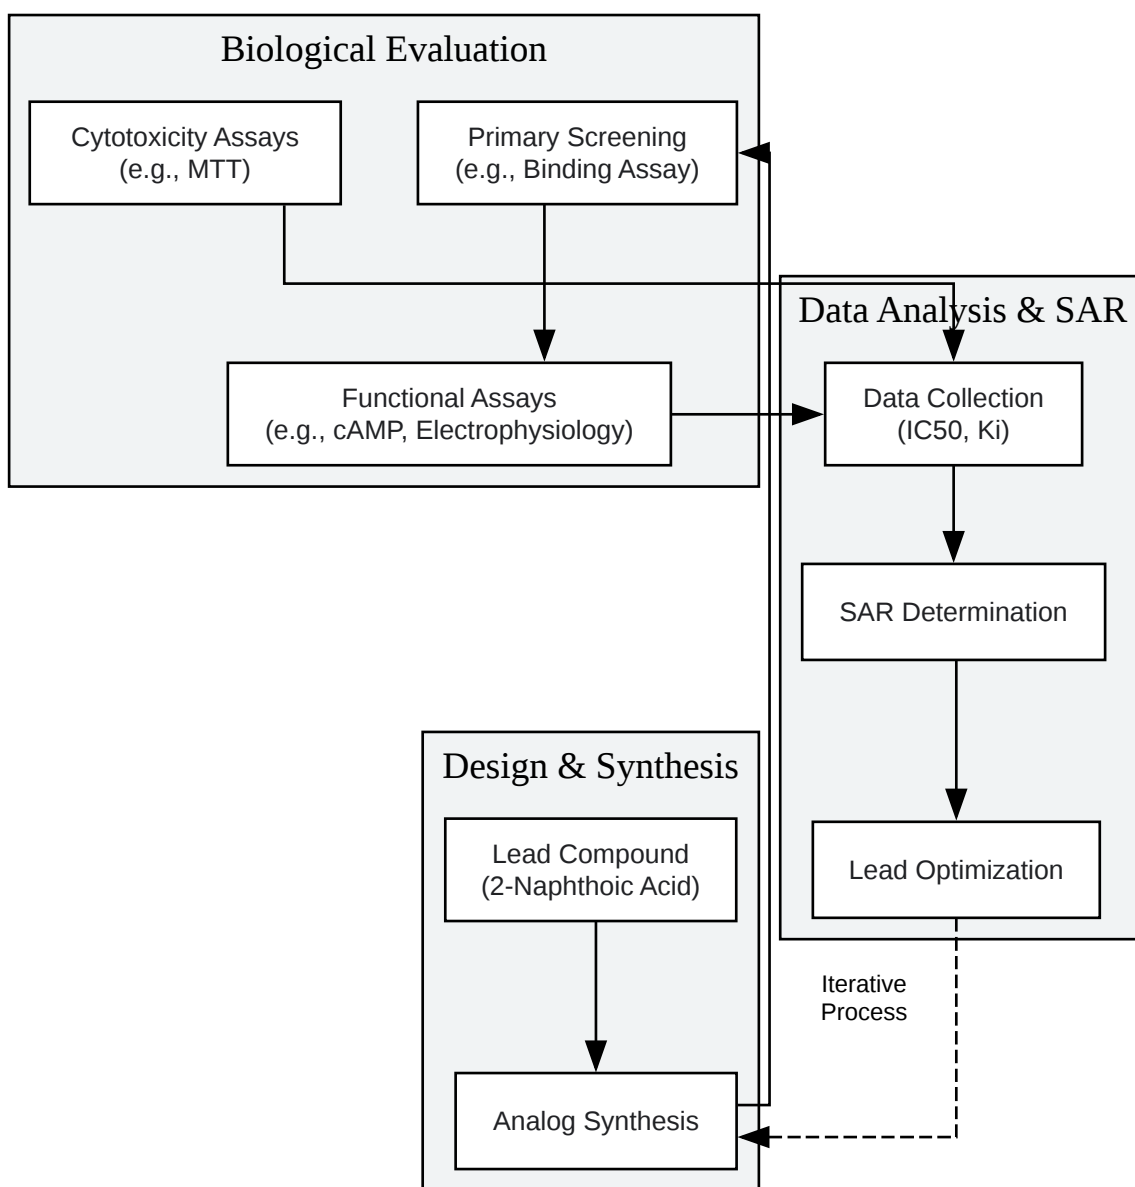 Biological Evaluation
Cytotoxicity Assays
(e.g., MTT)
Primary Screening
(e.g., Binding Assay)
Functional Assays
(e.g., cAMP, Electrophysiology)
Data Analysis & SAR
Data Collection
(IC50, Ki)
SAR Determination
Lead Optimization
Design & Synthesis
Lead Compound
(2-Naphthoic Acid)
Analog Synthesis
Iterative
Process